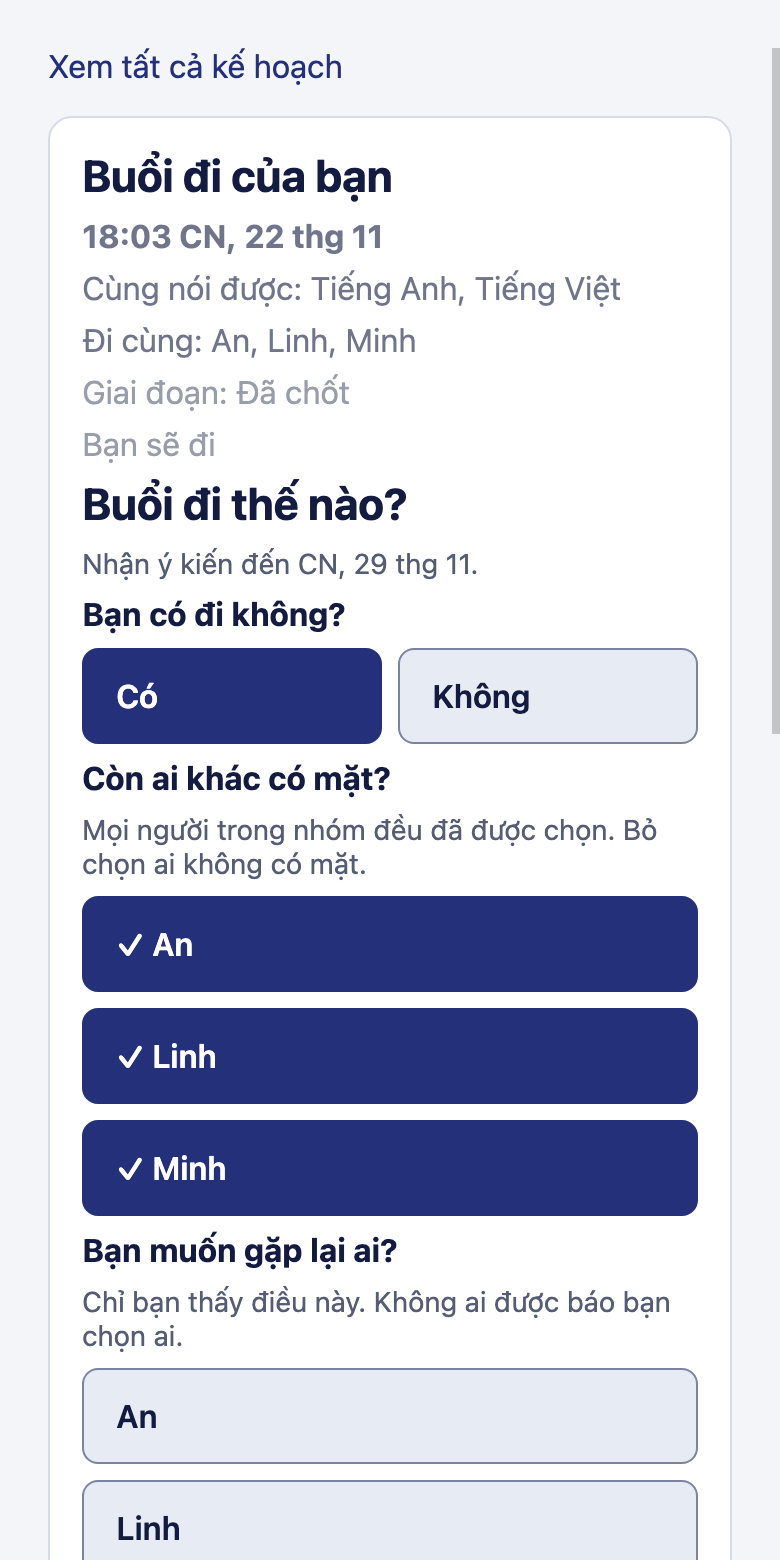 Xem tất cả kế hoạch
Buổi đi của bạn
18:03 CN, 22 thg 11
Cùng nói được: Tiếng Anh, Tiếng Việt
Đi cùng: An, Linh, Minh
Giai đoạn: Đã chốt
Bạn sẽ đi
Buổi đi thế nào?
Nhận ý kiến đến CN, 29 thg 11.
Bạn có đi không?
Có
Không
Còn ai khác có mặt?
Mọi người trong nhóm đều đã được chọn. Bỏ
chọn ai không có mặt.
✓ An
✓ Linh
✓ Minh
Bạn muốn gặp lại ai?
Chỉ bạn thấy điều này. Không ai được báo bạn
chọn ai.
An
Linh